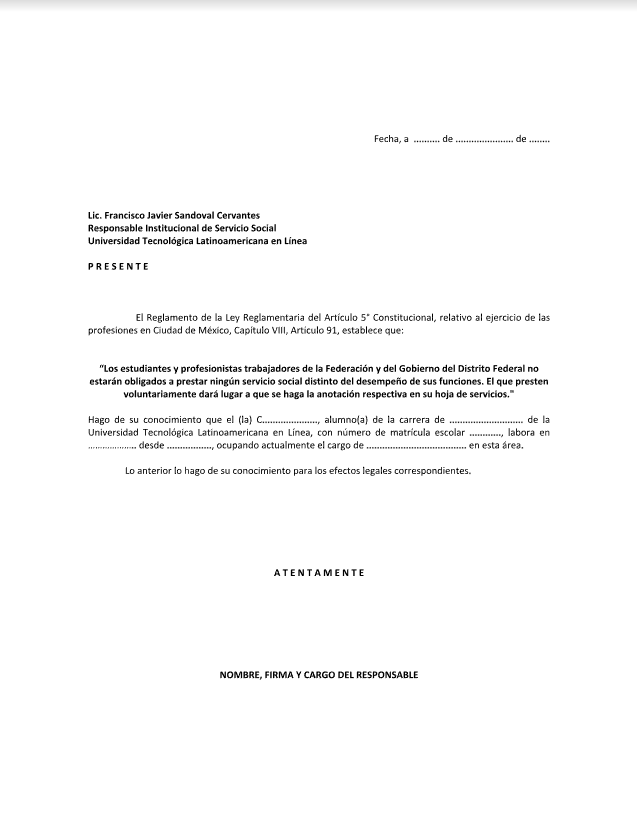 Fecha, a .......... de ...................... de ........
Lic. Francisco Javier Sandoval Cervantes
Responsable Institucional de Servicio Social
Universidad Tecnológica Latinoamericana en Línea
P R E S E N T E
El Reglamento de la Ley Reglamentaria del Artículo 5° Constitucional, relativo al ejercicio de las
profesiones en Ciudad de México, Capítulo VIII, Artículo 91, establece que:
“Los estudiantes y profesionistas trabajadores de la Federación y del Gobierno del Distrito Federal no
estarán obligados a prestar ningún servicio social distinto del desempeño de sus funciones. El que presten
voluntariamente dará lugar a que se haga la anotación respectiva en su hoja de servicios."
Hago de su conocimiento que el (la) C....................., alumno(a) de la carrera de ............................ de la
Universidad Tecnológica Latinoamericana en Línea, con número de matrícula escolar ............, labora en
................... desde ................., ocupando actualmente el cargo de ...................................... en esta área.
Lo anterior lo hago de su conocimiento para los efectos legales correspondientes.
A T E N T A M E N T E
NOMBRE, FIRMA Y CARGO DEL RESPONSABLE